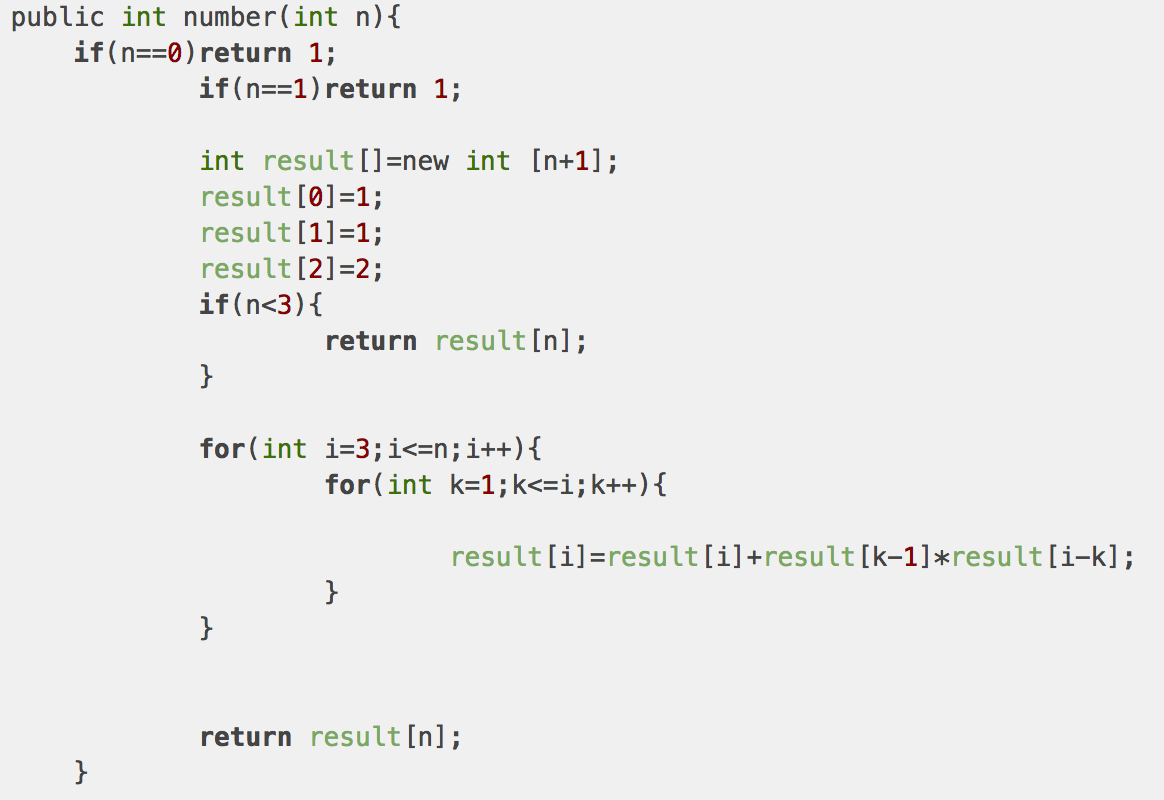 public int number(int n){
    if(n==0)return 1;
            if(n==1)return 1;

            int result[]=new int [n+1];
            result[0]=1;
            result[1]=1;
            result[2]=2;
            if(n<3){
                    return result[n];
            }

            for(int i=3;i<=n;i++){
                    for(int k=1;k<=i;k++){

                            result[i]=result[i]+result[k-1]*result[i-k];
                    }
            }


            return result[n];
    }